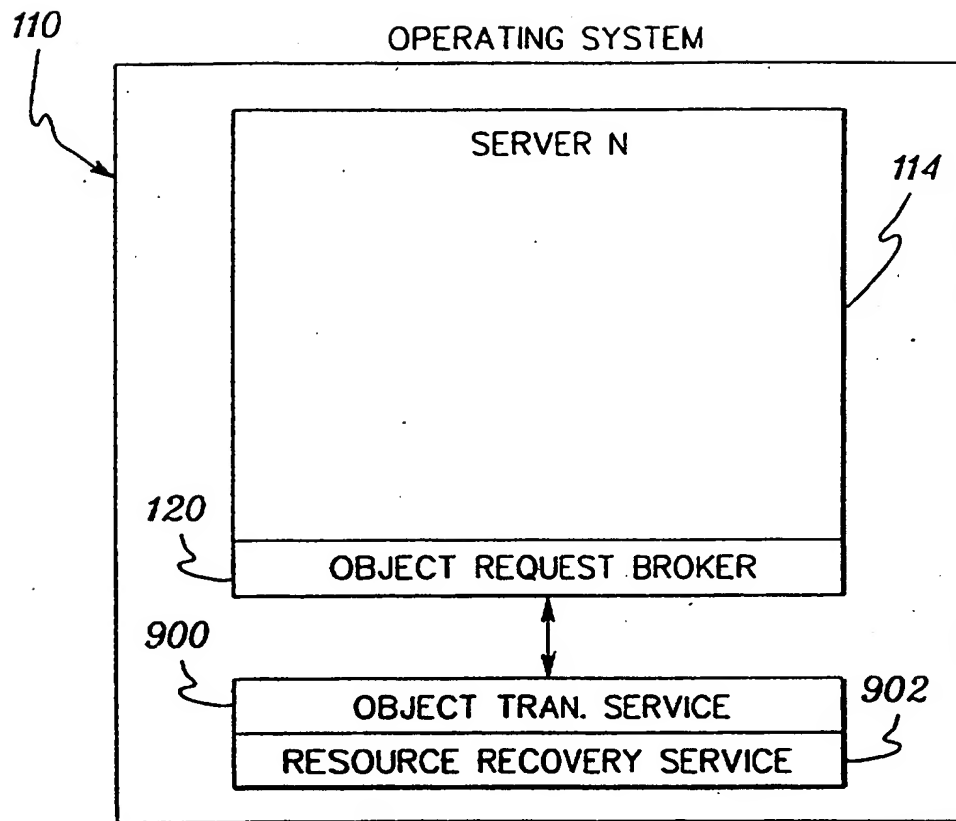 110
OPERATING SYSTEM
SERVER N
114
120
OBJECT REQUEST BROKER
900
OBJECT TRAN. SERVICE
902
RESOURCE RECOVERY SERVICE